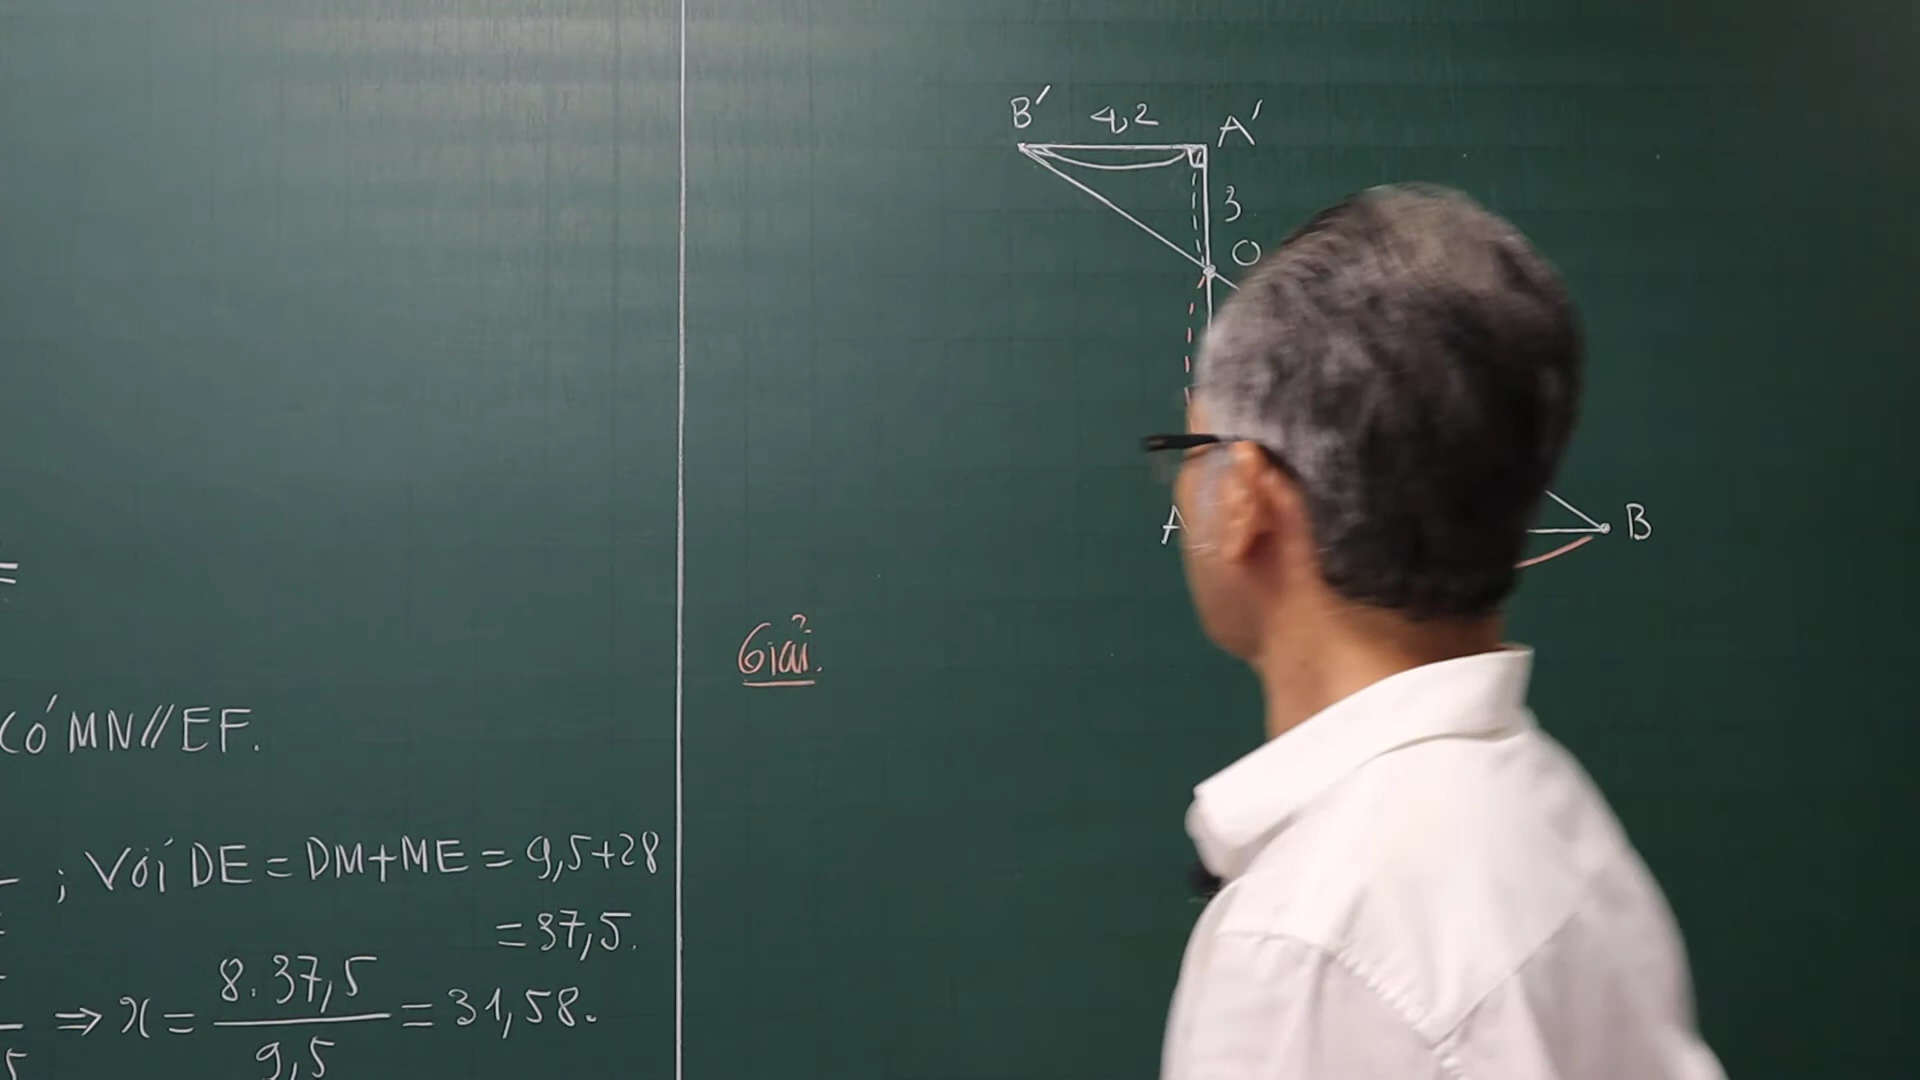 =
có MN//EF.
; Với DE = DM+ME = 9,5+28
= 37,5.
⇒ x = 8.37,5 / 9,5 = 31,58.
5
B' 4,2 A'
3
O
A
B
Giải.